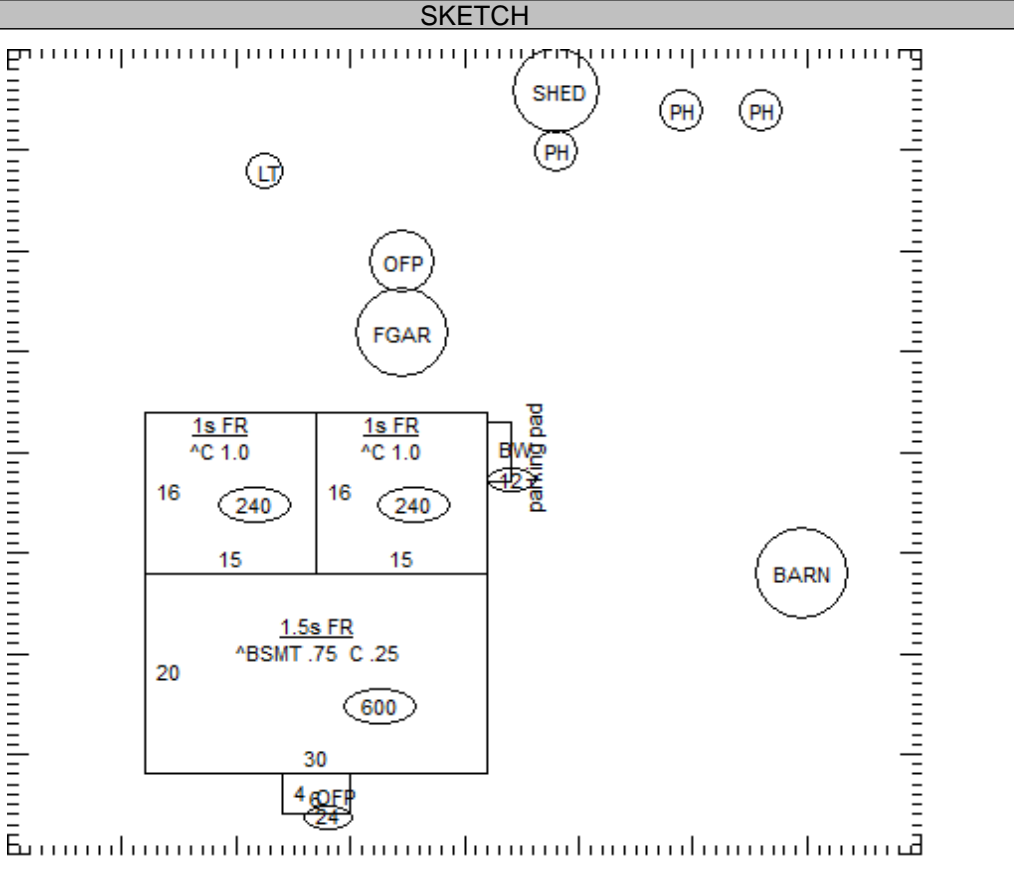 SKETCH
SHED
PH
PH
PH
LT
OFP
FGAR
1s FR
^C 1.0
16
240
15
1s FR
^C 1.0
16
240
15
BW
12
parking pad
BARN
1.5s FR
^BSMT .75 C .25
20
600
30
4
6
OFP
24